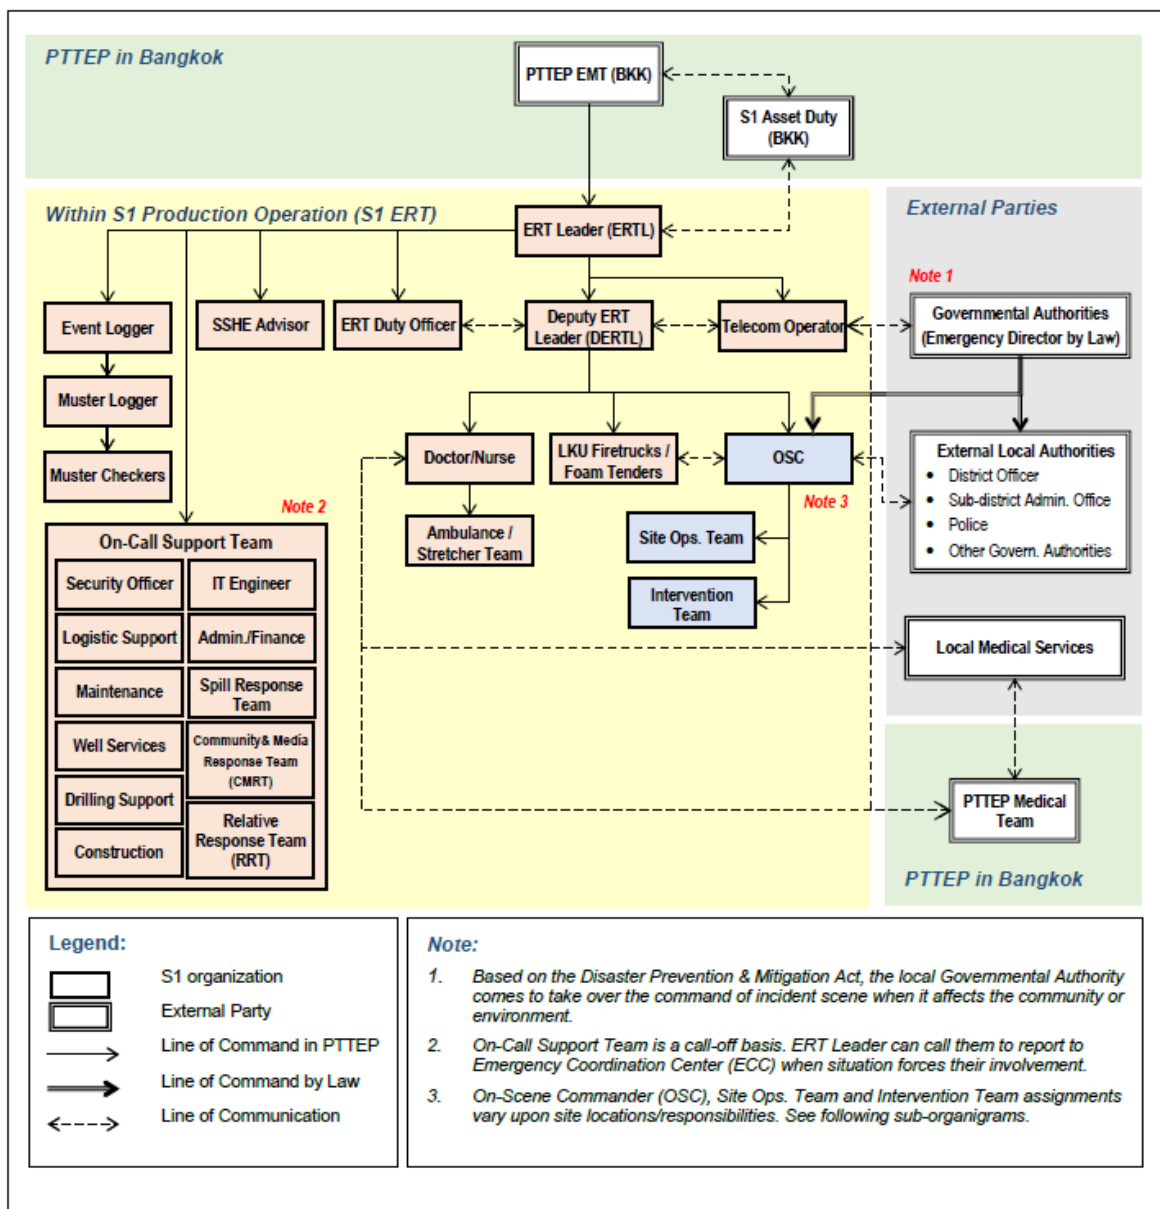 PTTEP in Bangkok
PTTEP EMT (BKK)
S1 Asset Duty
(BKK)
Within S1 Production Operation (S1 ERT)
ERT Leader (ERTL)
External Parties
Note 1
Event Logger
SSHE Advisor
ERT Duty Officer
Deputy ERT
Leader (DERTL)
Telecom Operator
Governmental Authorities
(Emergency Director by Law)
Muster Logger
Muster Checkers
Doctor/Nurse
LKU Firetrucks /
Foam Tenders
OSC
External Local Authorities
• District Officer
• Sub-district Admin. Office
• Police
• Other Govern. Authorities
Note 2
Note 3
Ambulance /
Stretcher Team
Site Ops. Team
Intervention
Team
On-Call Support Team
Security Officer
IT Engineer
Logistic Support
Admin./Finance
Maintenance
Spill Response
Team
Well Services
Community& Media
Response Team
(CMRT)
Drilling Support
Relative
Response Team
(RRT)
Construction
Local Medical Services
PTTEP Medical
Team
PTTEP in Bangkok
Legend:
S1 organization
External Party
Line of Command in PTTEP
Line of Command by Law
Line of Communication
Note:
1. Based on the Disaster Prevention & Mitigation Act, the local Governmental Authority
comes to take over the command of incident scene when it affects the community or
environment.
2. On-Call Support Team is a call-off basis. ERT Leader can call them to report to
Emergency Coordination Center (ECC) when situation forces their involvement.
3. On-Scene Commander (OSC), Site Ops. Team and Intervention Team assignments
vary upon site locations/responsibilities. See following sub-organigrams.